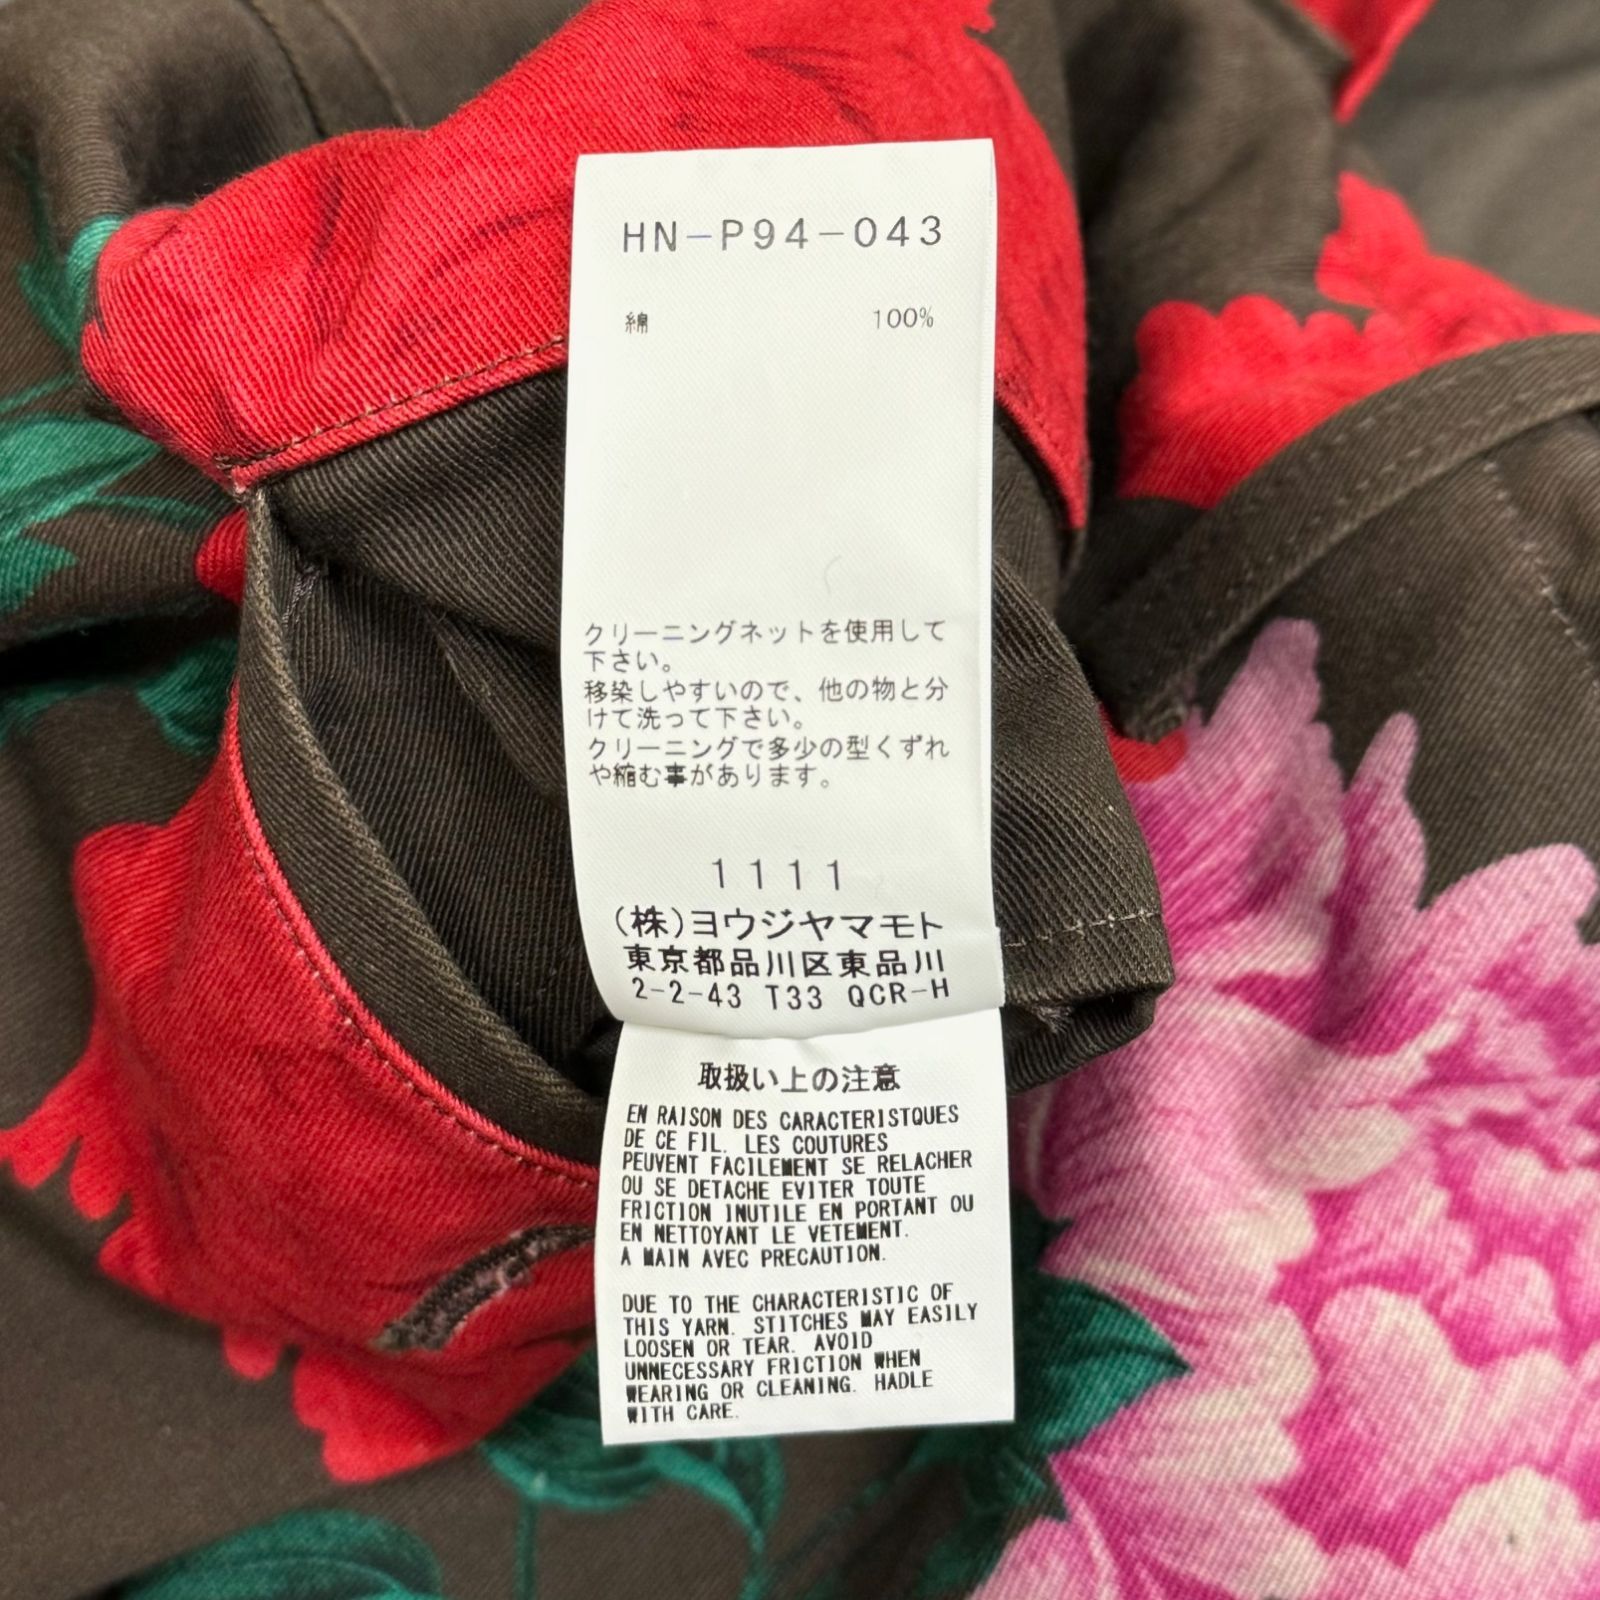 HN-P94-043
綿 100%
クリーニングネットを使用して
下さい。
移染しやすいので、他の物と分
けて洗って下さい。
クリーニングで多少の型くずれ
や縮む事があります。
1111
(株)ヨウジヤマモト
東京都品川区東品川
2-2-43 T33 QCR-H
取扱い上の注意
EN RAISON DES CARACTERISTQUES
DE CE FIL. LES COUTURES
PEUVENT FACILEMENT SE RELACHER
OU SE DETACHE EVITER TOUTE
FRICTION INUTILE EN PORTANT OU
EN NETTOYANT LE VETEMENT.
A MAIN AVEC PRECAUTION.
DUE TO THE CHARACTERISTIC OF
THIS YARN. STITCHES MAY EASILY
LOOSEN OR TEAR. AVOID
UNNECESSARY FRICTION WHEN
WEARING OR CLEANING. HADLE
WITH CARE.